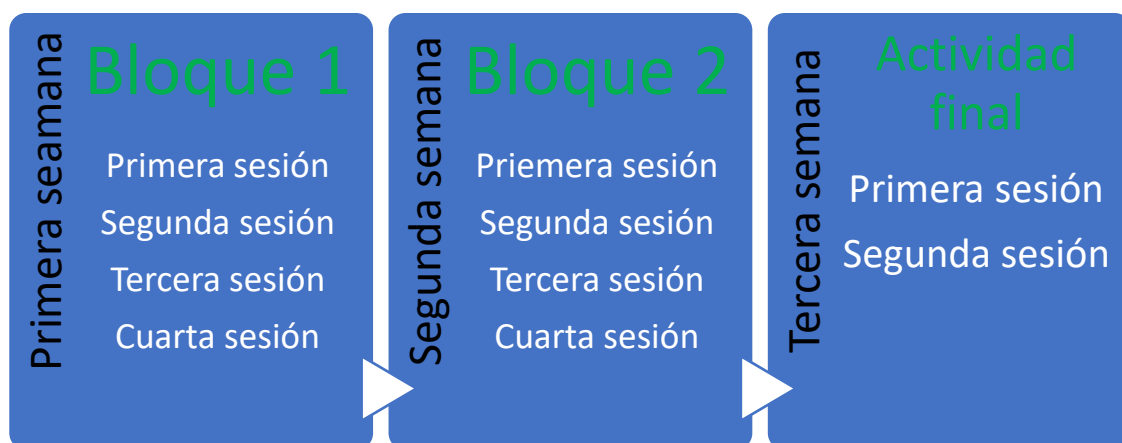 Primera seamana
Bloque 1
Primera sesión
Segunda sesión
Tercera sesión
Cuarta sesión
Segunda semana
Bloque 2
Priemera sesión
Segunda sesión
Tercera sesión
Cuarta sesión
Tercera semana
Actividad
final
Primera sesión
Segunda sesión